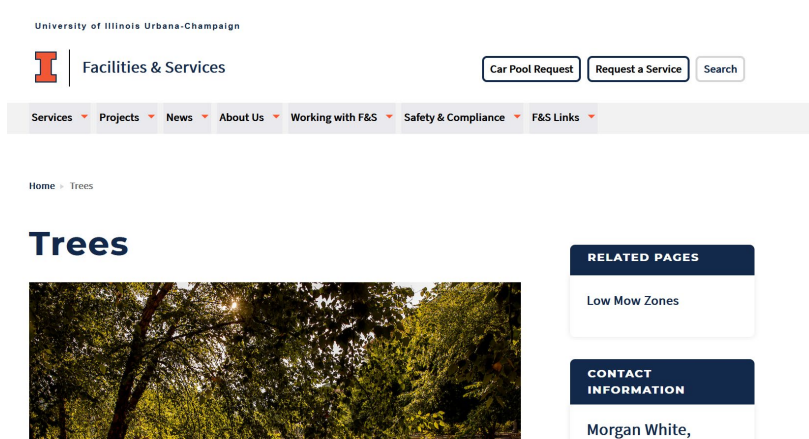 University of Illinois Urbana-Champaign
Facilities & Services
Car Pool Request
Request a Service
Search
Services
Projects
News
About Us
Working with F&S
Safety & Compliance
F&S Links
Home
Trees
Trees
RELATED PAGES
Low Mow Zones
CONTACT
INFORMATION
Morgan White,